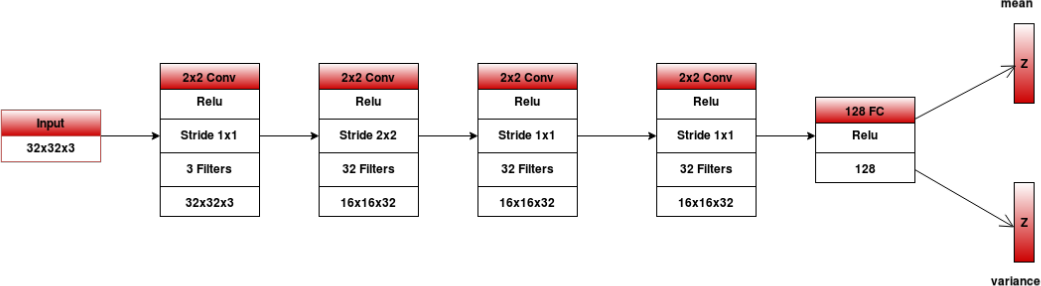 mean
Input
32x32x3
2x2 Conv
Relu
Stride 1x1
3 Filters
32x32x3
2x2 Conv
Relu
Stride 2x2
32 Filters
16x16x32
2x2 Conv
Relu
Stride 1x1
32 Filters
16x16x32
2x2 Conv
Relu
Stride 1x1
32 Filters
16x16x32
128 FC
Relu
128
Z
Z
variance